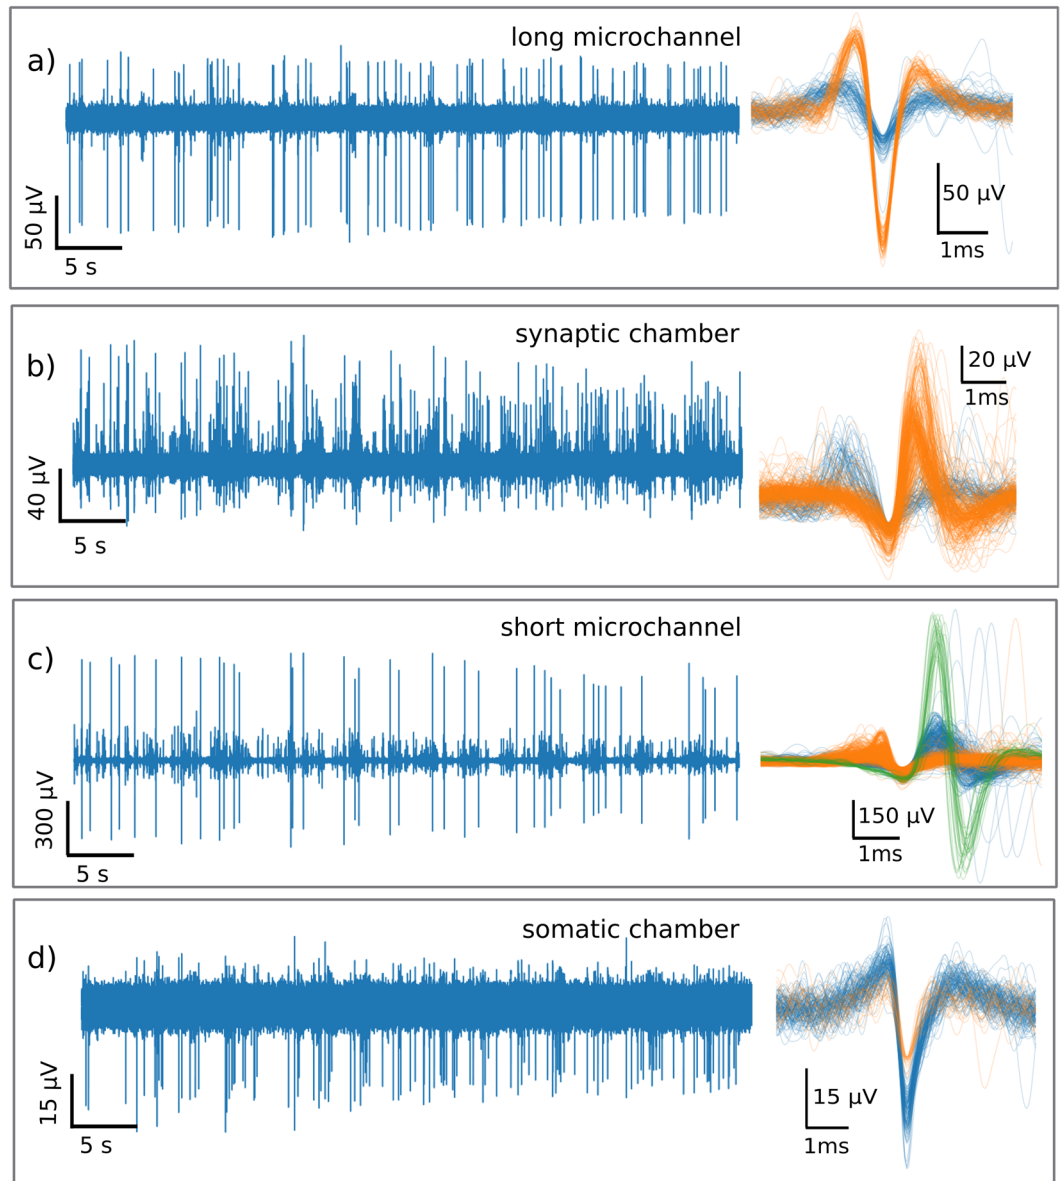 long microchannel
a)
50 µV
5 s
50 µV
1ms
synaptic chamber
b)
40 µV
5 s
20 µV
1ms
short microchannel
c)
300 µV
5 s
150 µV
1ms
somatic chamber
d)
15 µV
5 s
15 µV
1ms